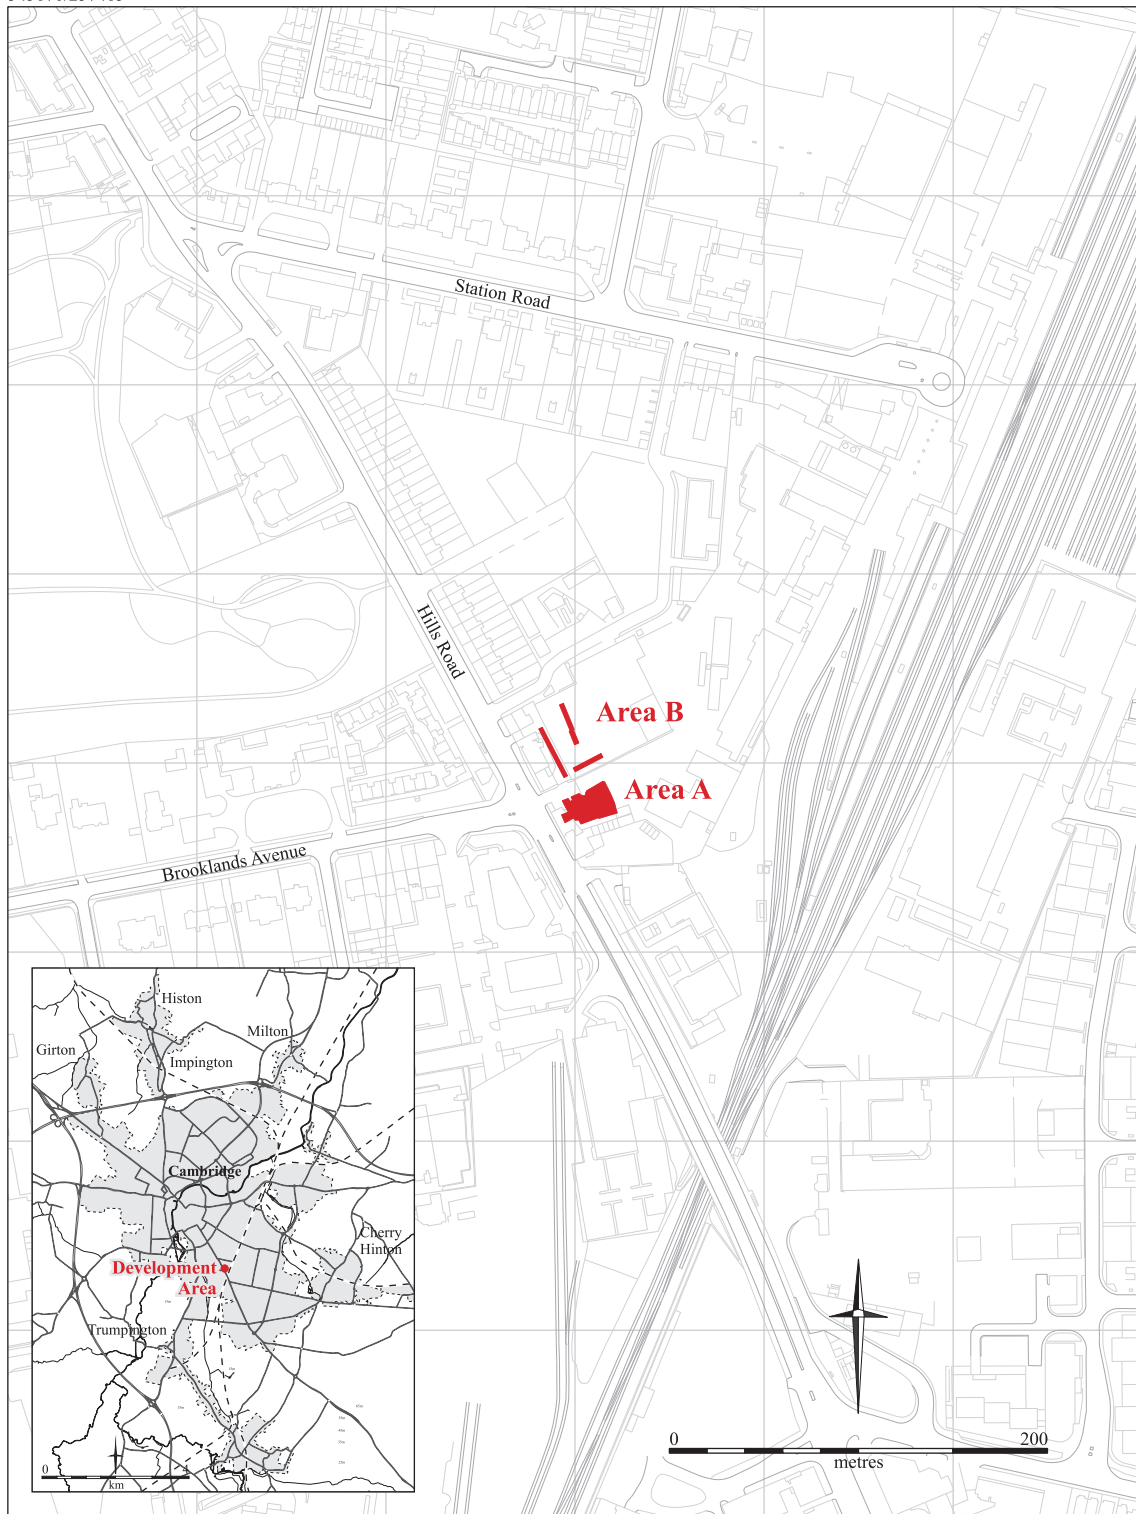 Station Road
Hills Road
Area B
Area A
Brooklands Avenue
Histon
Milton
Girton
Impington
Cambridge
Cherry
Hinton
Development
Area
Trumpington
0
km
0
200
metres